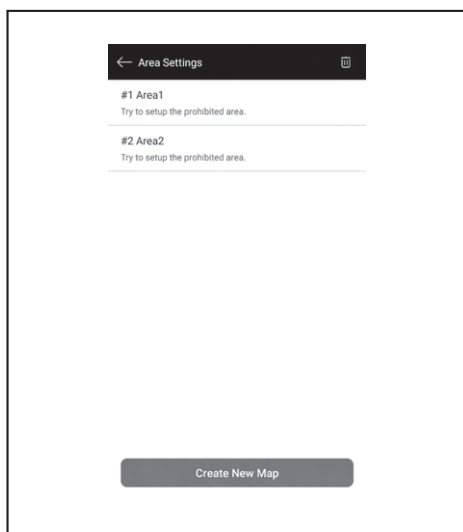 Area Settings
#1 Area1
Try to setup the prohibited area.
#2 Area2
Try to setup the prohibited area.
Create New Map